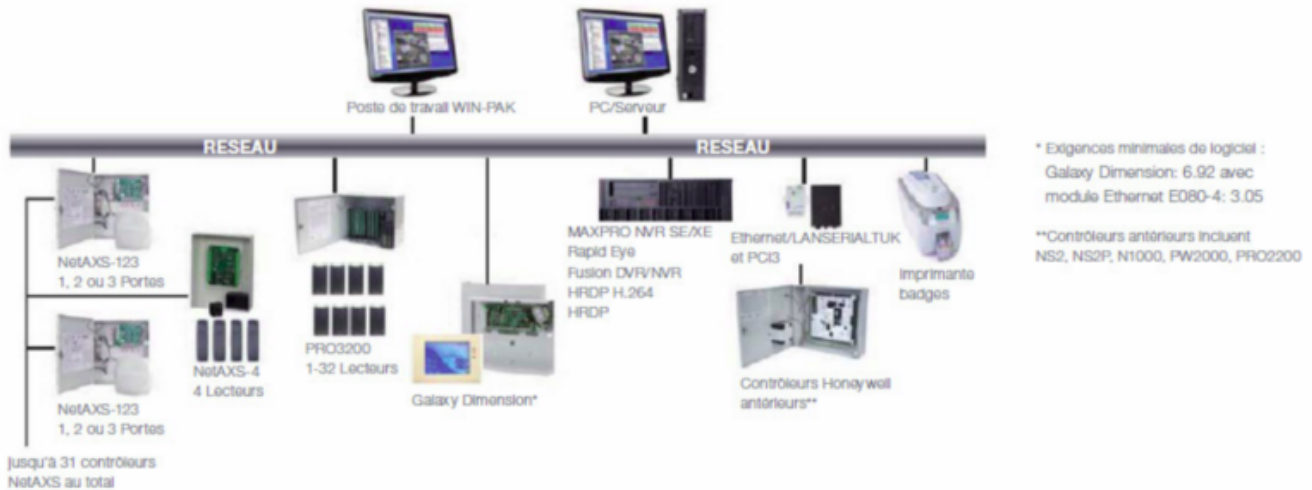 Poste de travail WIN-PAK
PC/Serveur
RESEAU
RESEAU
NetAXS-123
1, 2 ou 3 Portes
NetAXS-4
4 Lecteurs
NetAXS-123
1, 2 ou 3 Portes
jusqu'à 31 contrôleurs
NetAXS au total
PRO3200
1-32 Lecteurs
Galaxy Dimension*
MAXPRO NVR SE/XE
Rapid Eye
Fusion DVR/NVR
HRDP H.264
HRDP
Ethernet/LANSERIALTUK
et PCI3
Contrôleurs Honeywell
antérieurs**
Imprimante
badges
* Exigences minimales de logiciel :
Galaxy Dimension: 6.92 avec
module Ethernet E080-4: 3.05
**Contrôleurs antérieurs incluent
NS2, NS2P, N1000, PW2000, PRO2200